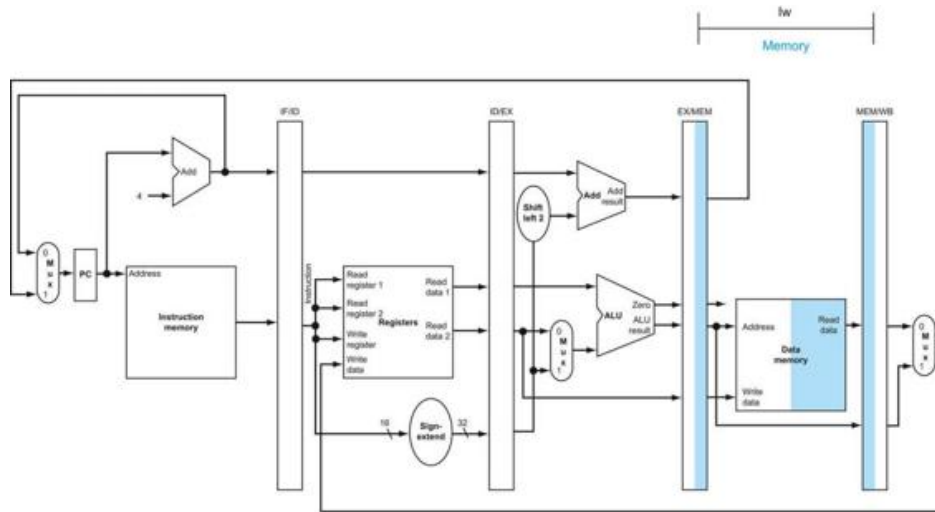 lw
Memory
IF/ID
ID/EX
EX/MEM
MEM/WB
Add
4
Shift
left 2
Add
Add
result
0
M
u
x
1
PC
Address
Instruction
memory
Instruction
Read
register 1
Read
register 2
Write
register
Write
data
Registers
Read
data 1
Read
data 2
16
Sign-
extend
32
0
M
u
x
1
ALU
Zero
ALU
result
Address
Write
data
Data
memory
Read
data
0
M
u
x
1